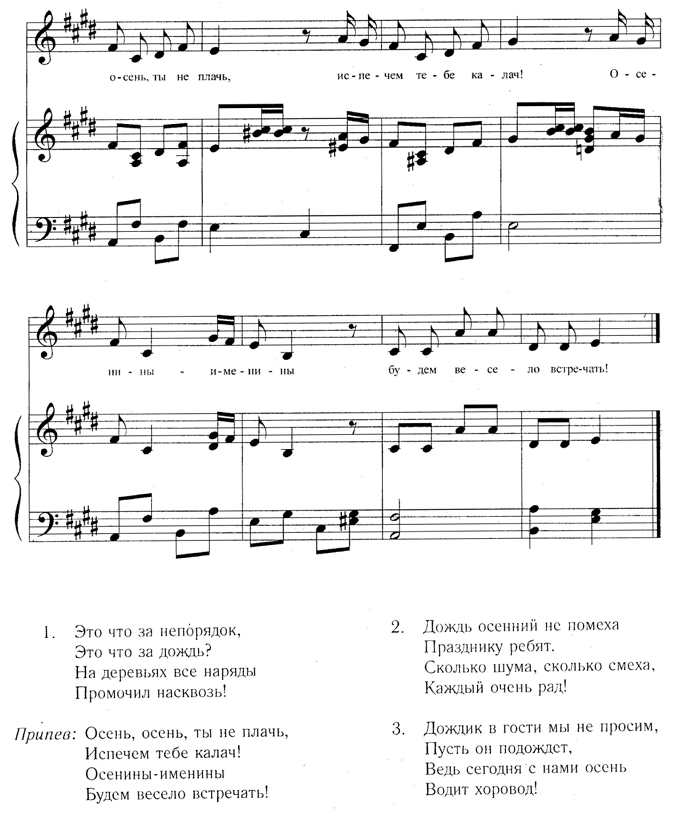 о-сень, ты не плачь, ис-пе-чем те-бе ка-лач! О-се-
ни-ны - и-ме-ни-ны бу-дем ве-се-ло встре-чать!
1. Это что за непорядок,
Это что за дождь?
На деревьях все наряды
Промочил насквозь!
Припев: Осень, осень, ты не плачь,
Испечем тебе калач!
Осенины-именины
Будем весело встречать!
2. Дождь осенний не помеха
Празднику ребят.
Сколько шума, сколько смеха,
Каждый очень рад!
3. Дождик в гости мы не просим,
Пусть он подождет,
Ведь сегодня с нами осень
Водит хоровод!